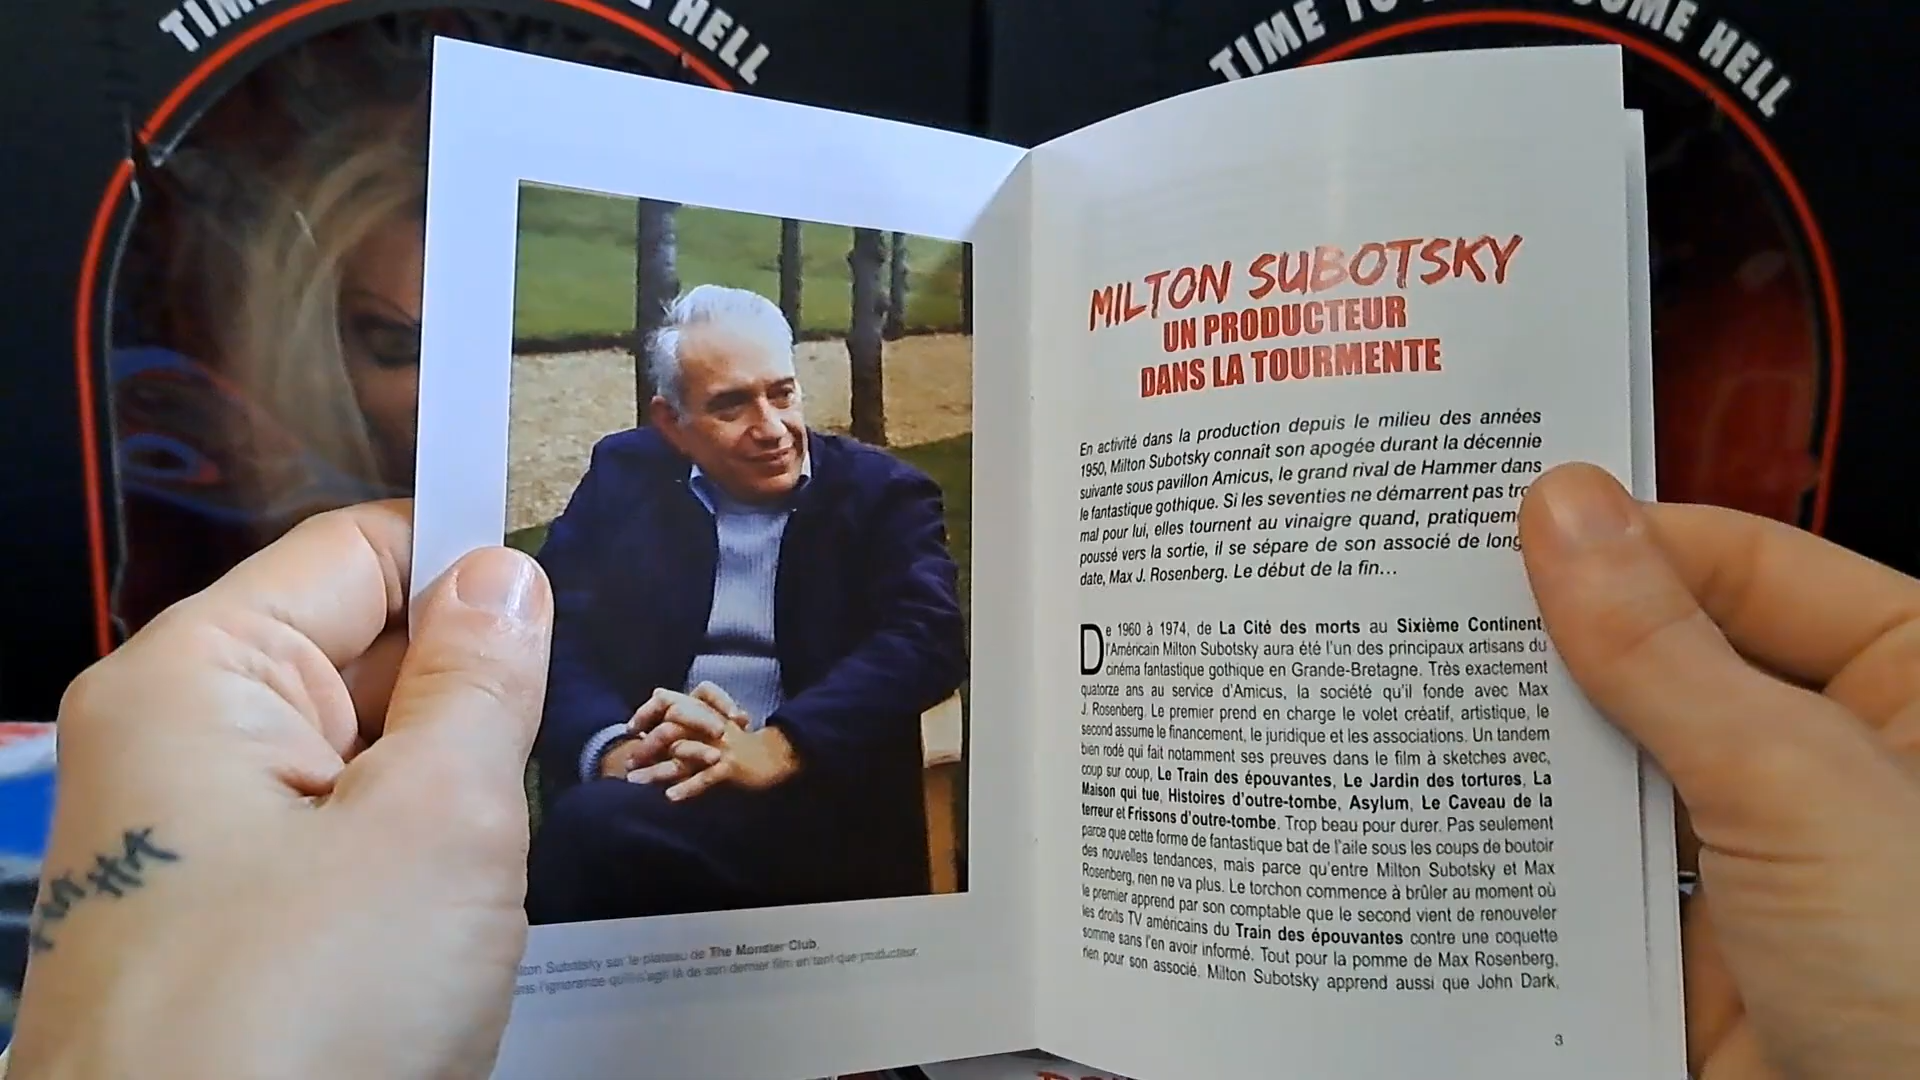 TIME
HELL
TIME TO
SOME HELL
MILTON SUBOTSKY
UN PRODUCTEUR
DANS LA TOURMENTE
En activité dans la production depuis le milieu des années
1950, Milton Subotsky connaît son apogée durant la décennie
suivante sous pavillon Amicus, le grand rival de Hammer dans
le fantastique gothique. Si les seventies ne démarrent pas
mal pour lui, elles tournent au vinaigre quand,
poussé vers la sortie, il se sépare de son associé de
date, Max J. Rosenberg. Le début de la fin…
De 1960 à 1974, de La Cité des morts au Sixième Continent,
l'Américain Milton Subotsky aura été l'un des principaux artisans du
cinéma fantastique gothique en Grande-Bretagne. Très exactement
quatorze ans au service d'Amicus, la société qu'il fonde avec Max
J. Rosenberg. Le premier prend en charge le volet créatif, artistique, le
second assume le financement, le juridique et les associations. Un tandem
bien rodé qui fait notamment ses preuves dans le film à sketches avec,
coup sur coup, Le Train des épouvantes, Le Jardin des tortures, La
Maison qui tue, Histoires d'outre-tombe, Asylum, Le Caveau de la
terreur et Frissons d'outre-tombe. Trop beau pour durer. Pas seulement
parce que cette forme de fantastique bat de l'aile sous les coups de boutoir
des nouvelles tendances, mais parce qu'entre Milton Subotsky et Max
Rosenberg, rien ne va plus. Le torchon commence à brûler au moment où
le premier apprend par son comptable que le second vient de renouveler
les droits TV américains du Train des épouvantes contre une coquette
somme sans l'en avoir informé. Tout pour la pomme de Max Rosenberg,
rien pour son associé. Milton Subotsky apprend aussi que John Dark,
3
Subotsky sur le plateau de The Monster Club,
l'ignorance qu'il s'agit là de son dernier film en tant que producteur.